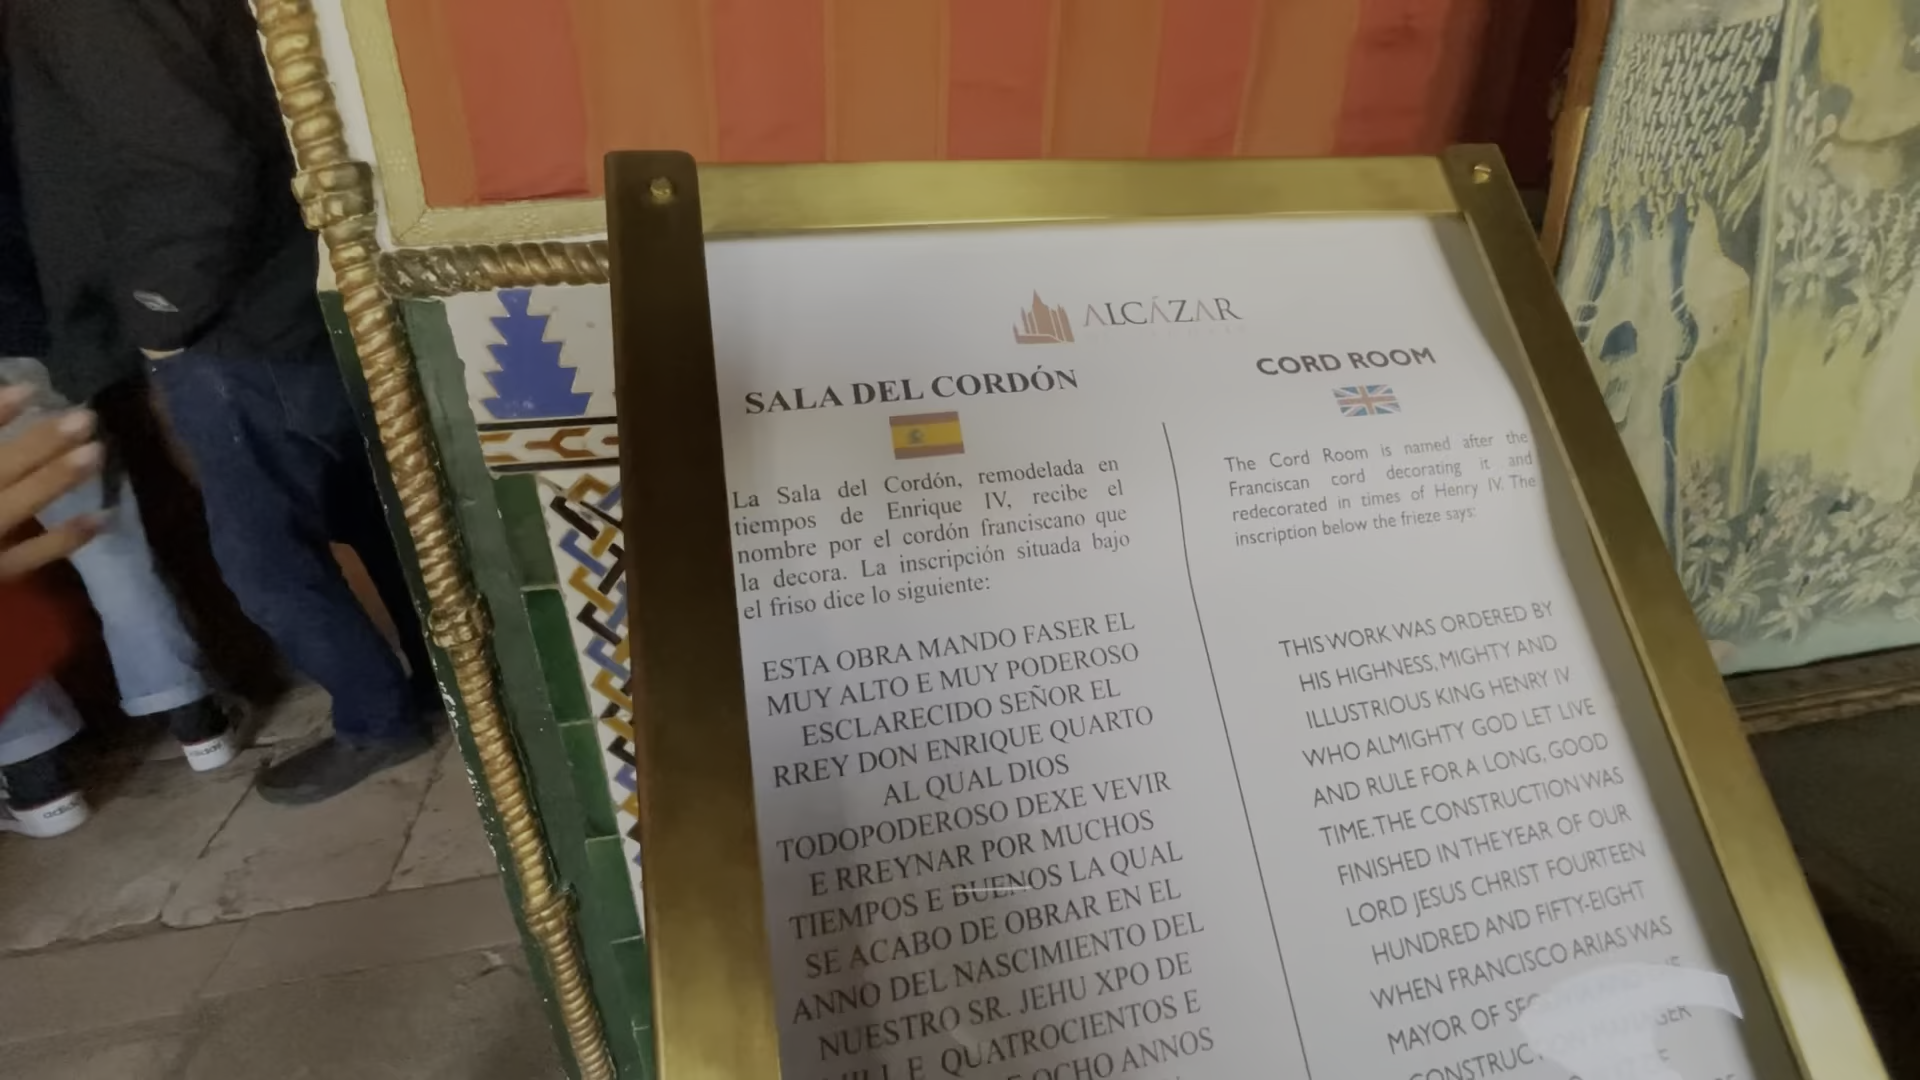 ALCÁZAR
SALA DEL CORDÓN
La Sala del Cordón, remodelada en
tiempos de Enrique IV, recibe el
nombre por el cordón franciscano que
la decora. La inscripción situada bajo
el friso dice lo siguiente:
ESTA OBRA MANDO FASER EL
MUY ALTO E MUY PODEROSO
ESCLARECIDO SEÑOR EL
RREY DON ENRIQUE QUARTO
AL QUAL DIOS
TODOPODEROSO DEXE VEVIR
E RREYNAR POR MUCHOS
TIEMPOS E BUENOS LA QUAL
SE ACABO DE OBRAR EN EL
ANNO DEL NASCIMIENTO DEL
NUESTRO SR. JEHU XPO DE
E QUATROCIENTOS E
OCHO ANNOS
CORD ROOM
The Cord Room is named after the
Franciscan cord decorating it and
redecorated in times of Henry IV. The
inscription below the frieze says:
THIS WORK WAS ORDERED BY
HIS HIGHNESS, MIGHTY AND
ILLUSTRIOUS KING HENRY IV
WHO ALMIGHTY GOD LET LIVE
AND RULE FOR A LONG, GOOD
TIME. THE CONSTRUCTION WAS
FINISHED IN THE YEAR OF OUR
LORD JESUS CHRIST FOURTEEN
HUNDRED AND FIFTY-EIGHT
WHEN FRANCISCO ARIAS WAS
MAYOR OF
adidas